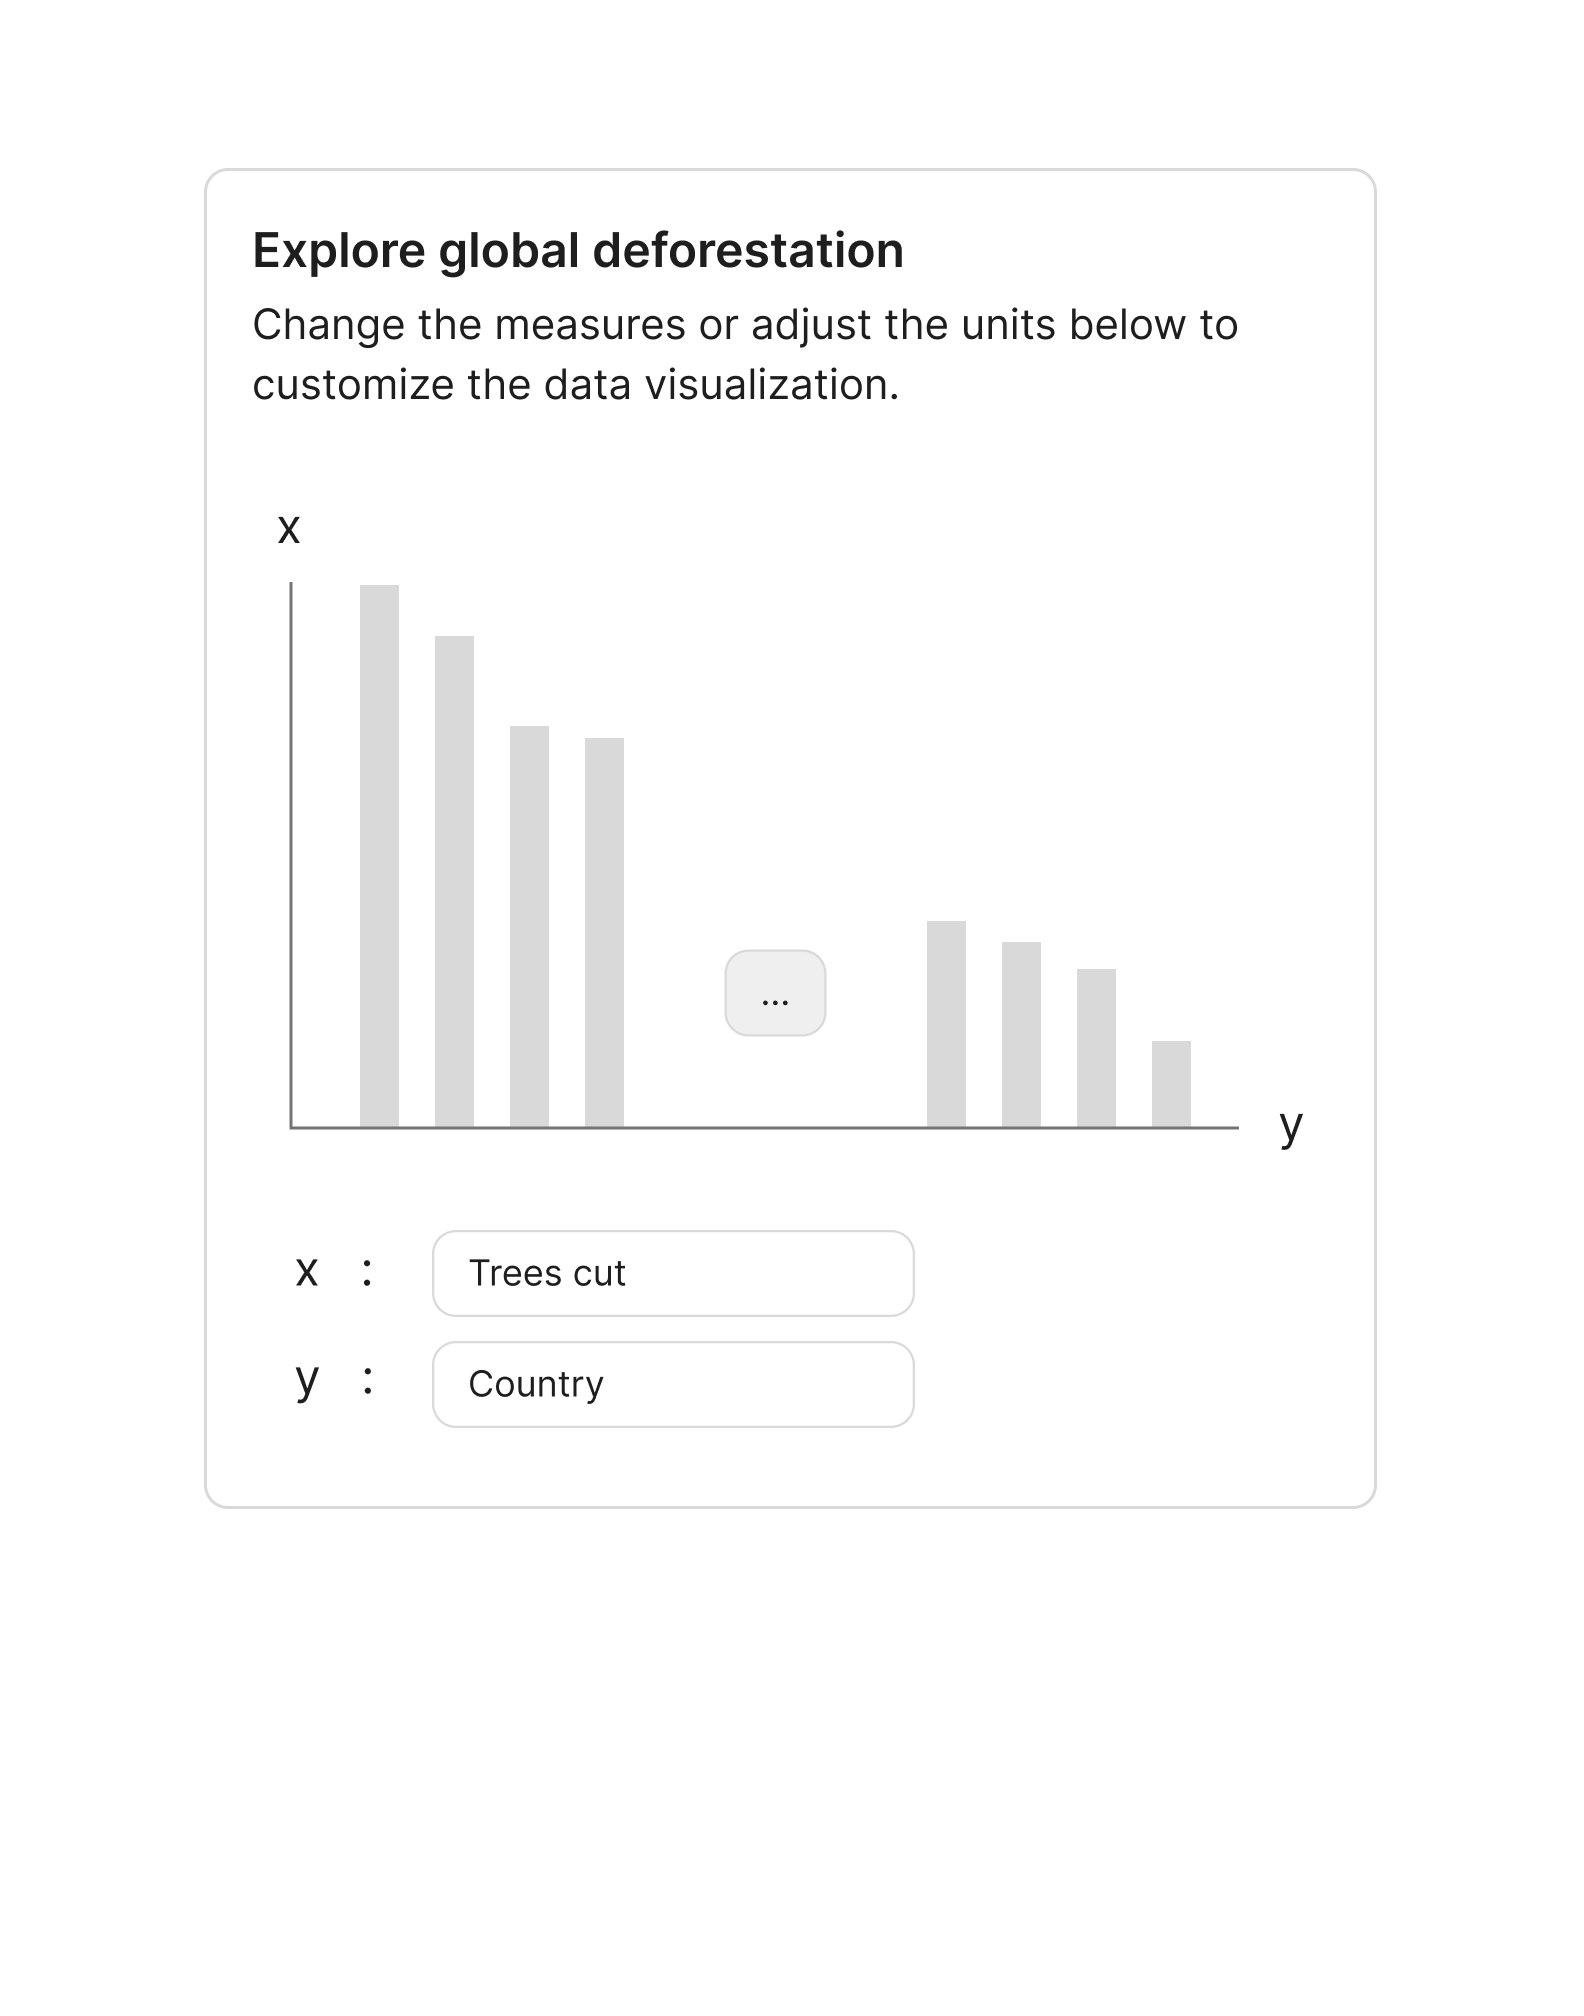 Explore global deforestation
Change the measures or adjust the units below to
customize the data visualization.
x
...
y
x : Trees cut
y : Country